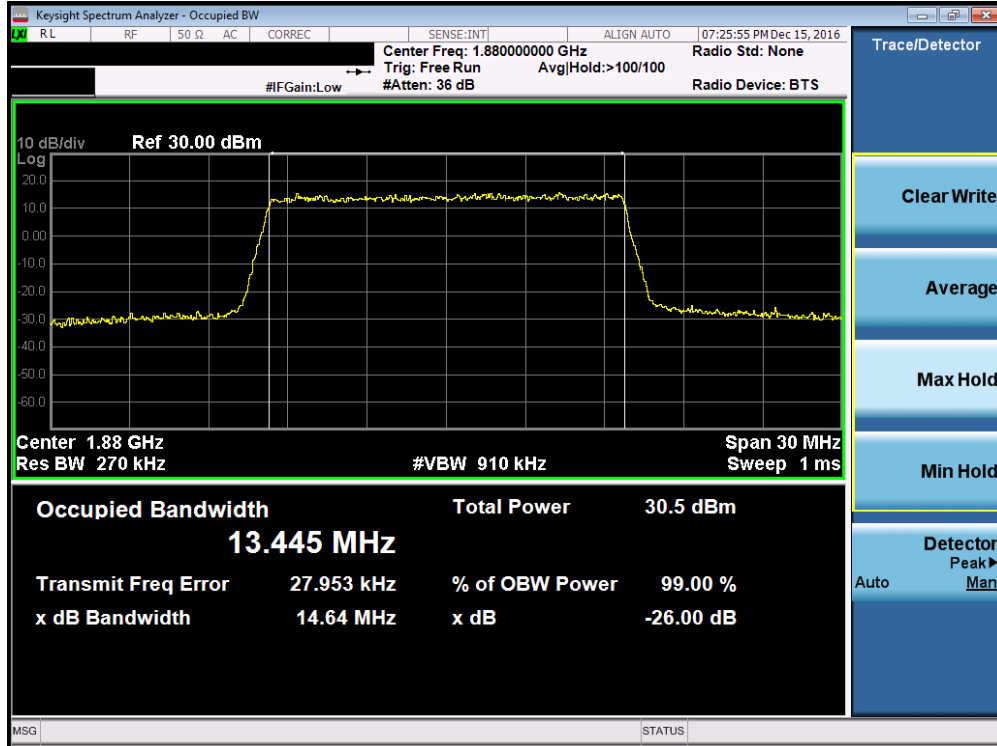 Keysight Spectrum Analyzer - Occupied BW
LXI RL RF 50 Ω AC CORREC SENSE:INT ALIGN AUTO 07:25:55 PM Dec 15, 2016
Center Freq: 1.880000000 GHz Radio Std: None
Trig: Free Run Avg|Hold:>100/100
#IFGain:Low #Atten: 36 dB Radio Device: BTS
10 dB/div Ref 30.00 dBm
Log
20.0
10.0
0.00
-10.0
-20.0
-30.0
-40.0
-50.0
-60.0
Center 1.88 GHz Span 30 MHz
Res BW 270 kHz #VBW 910 kHz Sweep 1 ms
Occupied Bandwidth Total Power 30.5 dBm
13.445 MHz
Transmit Freq Error 27.953 kHz % of OBW Power 99.00 %
x dB Bandwidth 14.64 MHz x dB -26.00 dB
MSG STATUS
Trace/Detector
Clear Write
Average
Max Hold
Min Hold
Detector
Peak▶
Auto Man